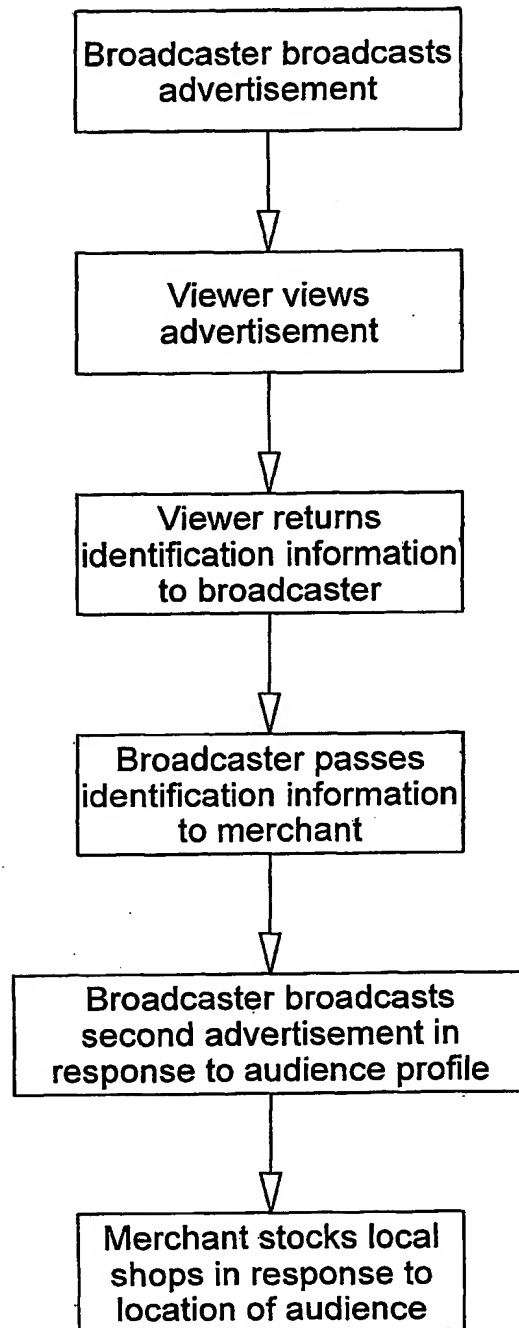 Broadcaster broadcasts
advertisement
Viewer views
advertisement
Viewer returns
identification information
to broadcaster
Broadcaster passes
identification information
to merchant
Broadcaster broadcasts
second advertisement in
response to audience profile
Merchant stocks local
shops in response to
location of audience